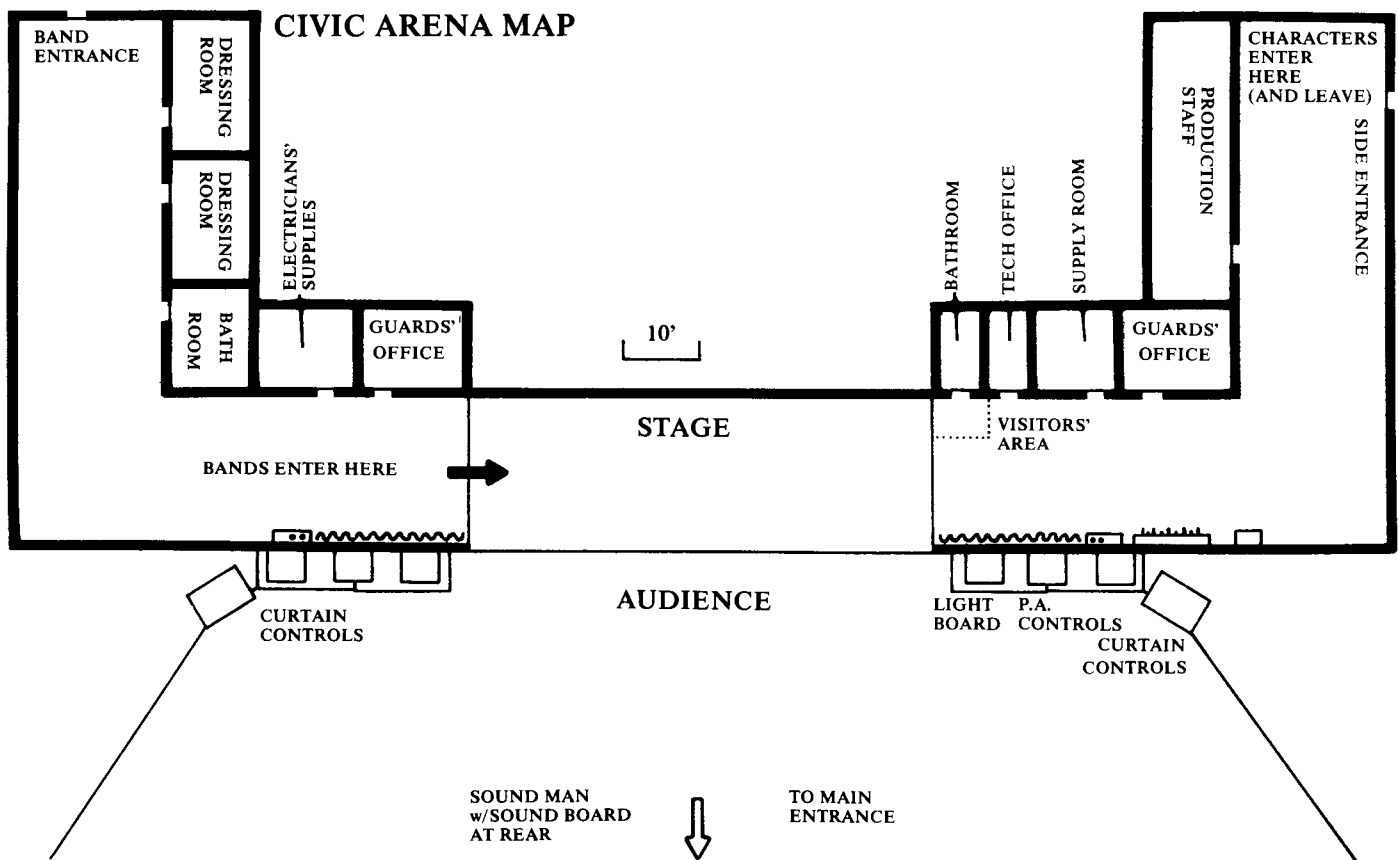 CIVIC ARENA MAP
BAND
ENTRANCE
DRESSING
ROOM
DRESSING
ROOM
BATH
ROOM
ELECTRICIANS'
SUPPLIES
GUARDS'
OFFICE
10'
BATHROOM
TECH OFFICE
SUPPLY ROOM
PRODUCTION
STAFF
CHARACTERS
ENTER
HERE
(AND LEAVE)
SIDE ENTRANCE
GUARDS'
OFFICE
STAGE
VISITORS'
AREA
BANDS ENTER HERE
CURTAIN
CONTROLS
AUDIENCE
LIGHT
BOARD
P.A.
CONTROLS
CURTAIN
CONTROLS
SOUND MAN
w/SOUND BOARD
AT REAR
TO MAIN
ENTRANCE